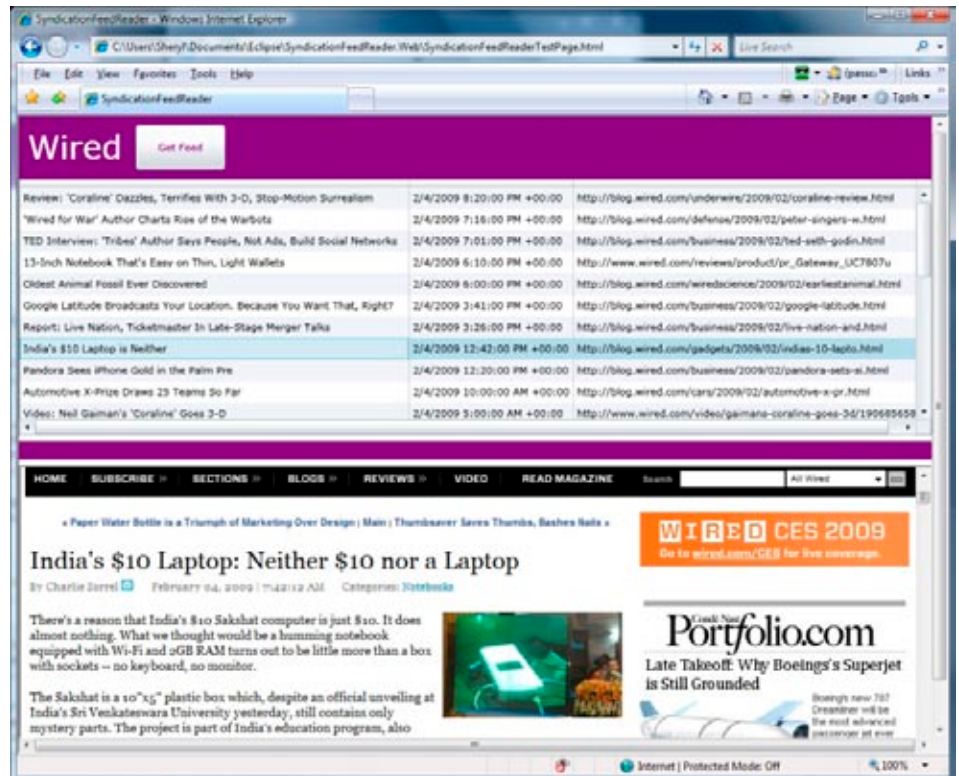 SyndicationFeedReader - Windows Internet Explorer
C:\Users\Sheryl\Documents\Eclipse\SyndicationFeedReader.Web\SyndicationFeedReaderTestPage.html
Live Search
File Edit View Favorites Tools Help
Links
SyndicationFeedReader
Page Tools
Wired
Get Feed
Review: 'Coraline' Dazzles, Terrifies With 3-D, Stop-Motion Surrealism 2/4/2009 8:20:00 PM +00:00 http://blog.wired.com/underwire/2009/02/coraline-review.html
'Wired for War' Author Charts Rise of the Warbots 2/4/2009 7:16:00 PM +00:00 http://blog.wired.com/defense/2009/02/peter-singers-w.html
TED Interview: 'Tribes' Author Says People, Not Ads, Build Social Networks 2/4/2009 7:01:00 PM +00:00 http://blog.wired.com/business/2009/02/ted-seth-godin.html
13-Inch Notebook That's Easy on Thin, Light Wallets 2/4/2009 6:10:00 PM +00:00 http://www.wired.com/reviews/product/pr_Gateway_UC7807u
Oldest Animal Fossil Ever Discovered 2/4/2009 6:00:00 PM +00:00 http://blog.wired.com/wiredscience/2009/02/earliestanimal.html
Google Latitude Broadcasts Your Location. Because You Want That, Right? 2/4/2009 3:41:00 PM +00:00 http://blog.wired.com/business/2009/02/google-latitude.html
Report: Live Nation, Ticketmaster In Late-Stage Merger Talks 2/4/2009 3:26:00 PM +00:00 http://blog.wired.com/business/2009/02/live-nation-and.html
India's $10 Laptop is Neither 2/4/2009 12:42:00 PM +00:00 http://blog.wired.com/gadgets/2009/02/indias-10-lapto.html
Pandora Sees iPhone Gold in the Palm Pre 2/4/2009 12:20:00 PM +00:00 http://blog.wired.com/business/2009/02/pandora-sets-si.html
Automotive X-Prize Draws 23 Teams So Far 2/4/2009 10:00:00 AM +00:00 http://blog.wired.com/cars/2009/02/automotive-x-pr.html
Video: Neil Gaiman's 'Coraline' Goes 3-D 2/4/2009 5:00:00 AM +00:00 http://www.wired.com/video/gaimans-coraline-goes-3d/190685658
HOME SUBSCRIBE » SECTIONS » BLOGS » REVIEWS » VIDEO READ MAGAZINE Search All Wired
« Paper Water Bottle is a Triumph of Marketing Over Design | Main | Thumbsaver Saves Thumbs, Bashes Nails »
WIRED CES 2009
Go to wired.com/CES for live coverage.
India's $10 Laptop: Neither $10 nor a Laptop
By Charlie Sorrel February 04, 2009 | 7:42:12 AM Categories: Notebooks
There's a reason that India's $10 Sakshat computer is just $10. It does
almost nothing. What we thought would be a humming notebook
equipped with Wi-Fi and 2GB RAM turns out to be little more than a box
with sockets -- no keyboard, no monitor.
The Sakshat is a 10"x5" plastic box which, despite an official unveiling at
India's Sri Venkateswara University yesterday, still contains only
mystery parts. The project is part of India's education program, also
Condé Nast
Portfolio.com
Late Takeoff: Why Boeings's Superjet
is Still Grounded
Boeing's new 787
Dreamliner will be
the most advanced
passenger jet ever
Internet | Protected Mode: Off 100%